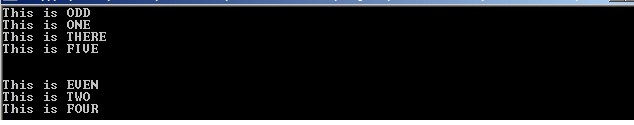 This is ODD
This is ONE
This is THERE
This is FIVE
This is EVEN
This is TWO
This is FOUR